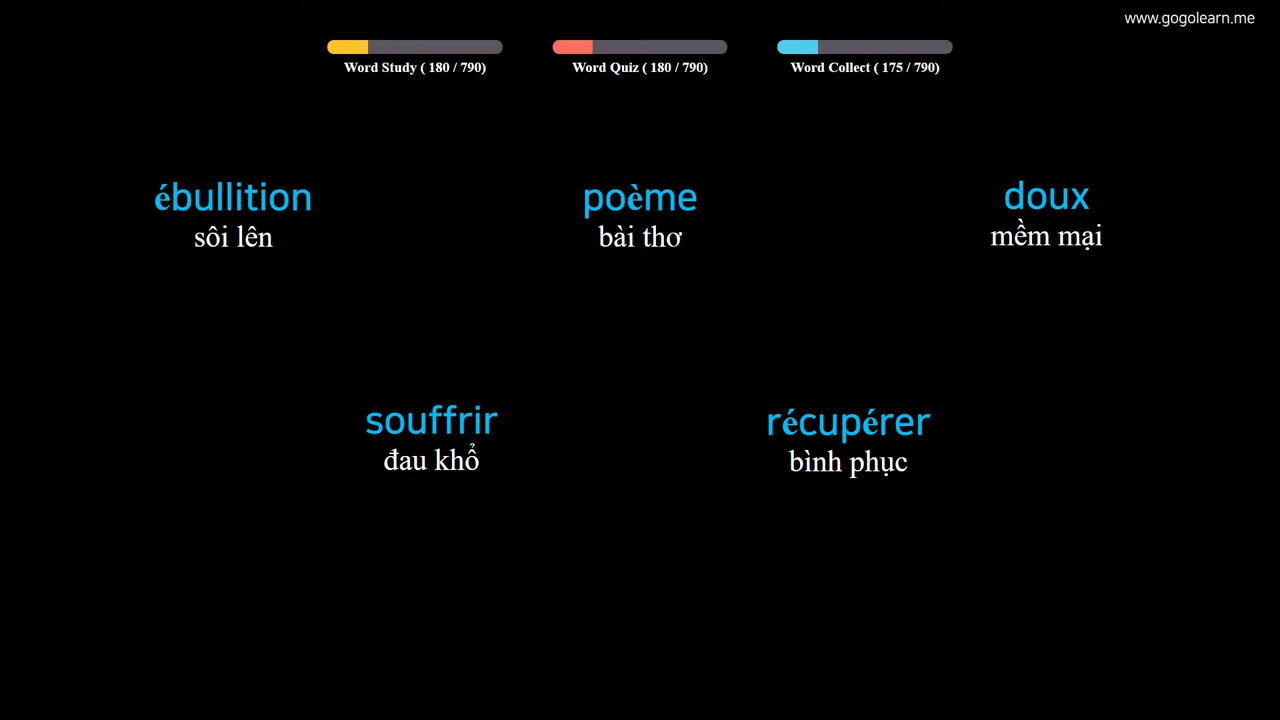 www.gogolearn.me
Word Study ( 180 / 790)
Word Quiz ( 180 / 790)
Word Collect ( 175 / 790)
ébullition
sôi lên
poème
bài thơ
doux
mềm mại
souffrir
đau khổ
récupérer
bình phục